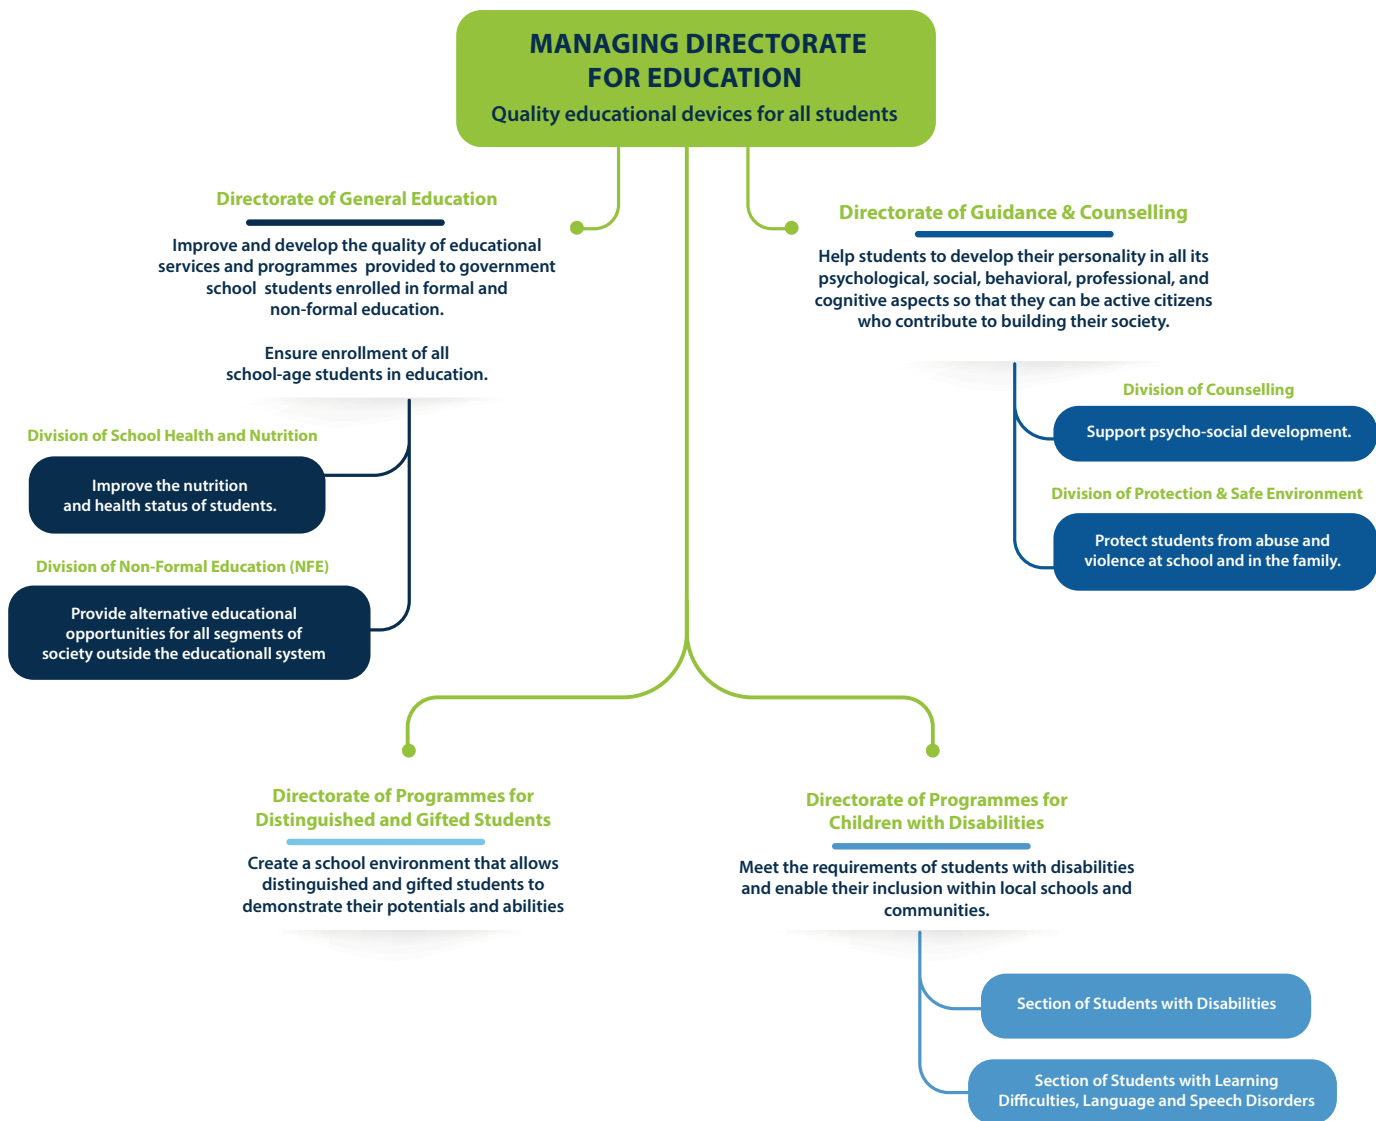 MANAGING DIRECTORATE
FOR EDUCATION
Quality educational devices for all students
Directorate of General Education
Improve and develop the quality of educational
services and programmes provided to government
school students enrolled in formal and
non-formal education.
Ensure enrollment of all
school-age students in education.
Division of School Health and Nutrition
Improve the nutrition
and health status of students.
Division of Non-Formal Education (NFE)
Provide alternative educational
opportunities for all segments of
society outside the educationall system
Directorate of Guidance & Counselling
Help students to develop their personality in all its
psychological, social, behavioral, professional, and
cognitive aspects so that they can be active citizens
who contribute to building their society.
Division of Counselling
Support psycho-social development.
Division of Protection & Safe Environment
Protect students from abuse and
violence at school and in the family.
Directorate of Programmes for
Distinguished and Gifted Students
Create a school environment that allows
distinguished and gifted students to
demonstrate their potentials and abilities
Directorate of Programmes for
Children with Disabilities
Meet the requirements of students with disabilities
and enable their inclusion within local schools and
communities.
Section of Students with Disabilities
Section of Students with Learning
Difficulties, Language and Speech Disorders